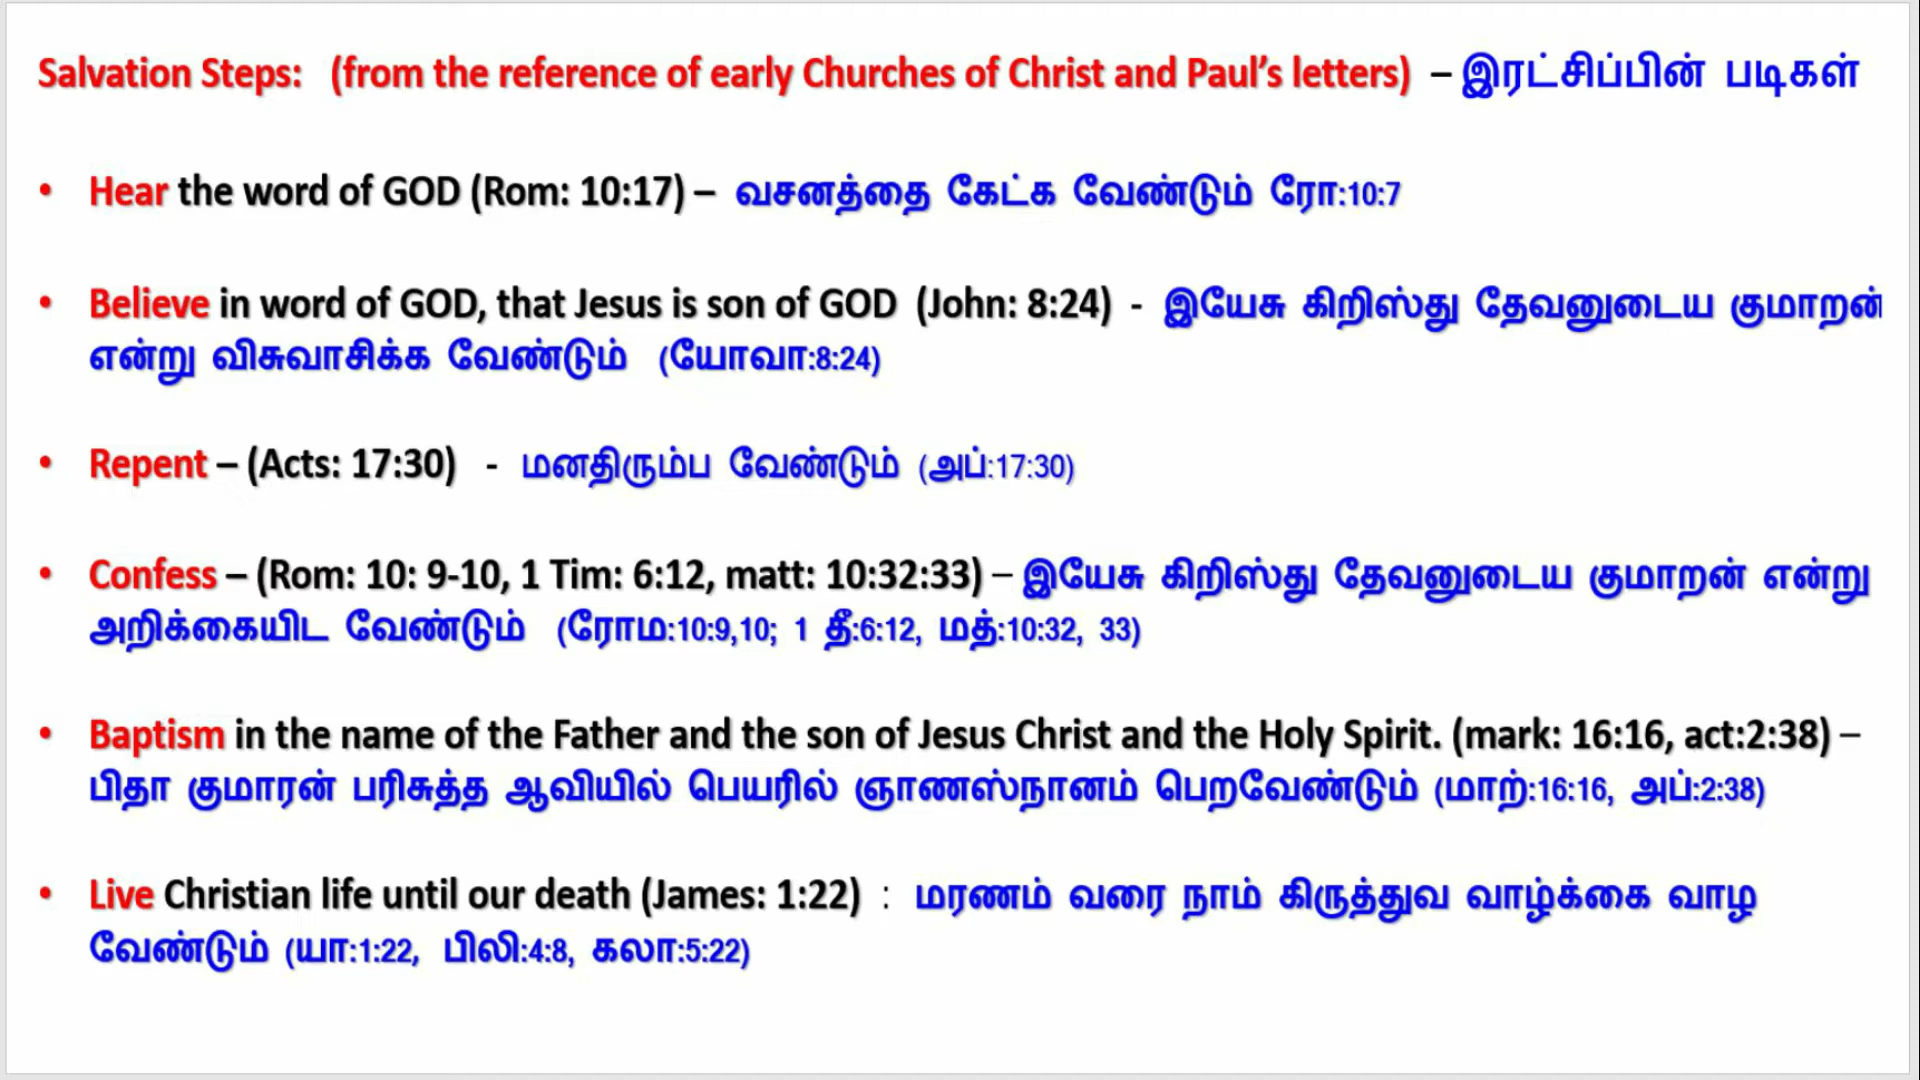 Salvation Steps: (from the reference of early Churches of Christ and Paul's letters) – இரட்சிப்பின் படிகள்
• Hear the word of GOD (Rom: 10:17) – வசனத்தை கேட்க வேண்டும் ரோ:10:7
• Believe in word of GOD, that Jesus is son of GOD (John: 8:24) - இயேசு கிறிஸ்து தேவனுடைய குமாறன்
என்று விசுவாசிக்க வேண்டும் (யோவா:8:24)
• Repent – (Acts: 17:30) - மனதிரும்ப வேண்டும் (அப்:17:30)
• Confess – (Rom: 10: 9-10, 1 Tim: 6:12, matt: 10:32:33) – இயேசு கிறிஸ்து தேவனுடைய குமாறன் என்று
அறிக்கையிட வேண்டும் (ரோம:10:9,10; 1 தீ:6:12, மத்:10:32, 33)
• Baptism in the name of the Father and the son of Jesus Christ and the Holy Spirit. (mark: 16:16, act:2:38) –
பிதா குமாரன் பரிசுத்த ஆவியில் பெயரில் ஞாணஸ்நானம் பெறவேண்டும் (மாற்:16:16, அப்:2:38)
• Live Christian life until our death (James: 1:22) : மரணம் வரை நாம் கிருத்துவ வாழ்க்கை வாழ
வேண்டும் (யா:1:22, பிலி:4:8, கலா:5:22)